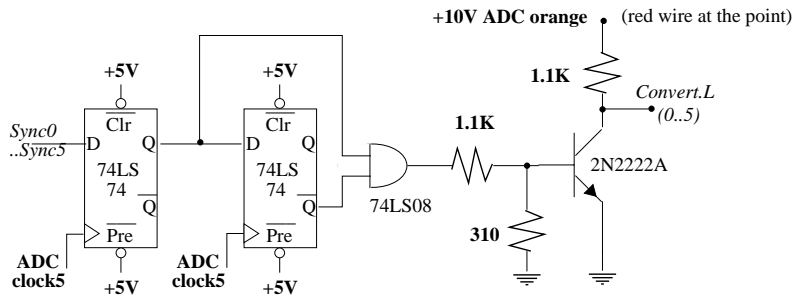 +10V ADC orange (red wire at the point)
1.1K
Convert.L
(0..5)
+5V
+5V
Clr
Clr
Sync0
..Sync5
D Q
D Q
74LS
74
74LS
74
Q
Q
Pre
Pre
ADC
clock5
ADC
clock5
+5V
+5V
74LS08
1.1K
310
2N2222A